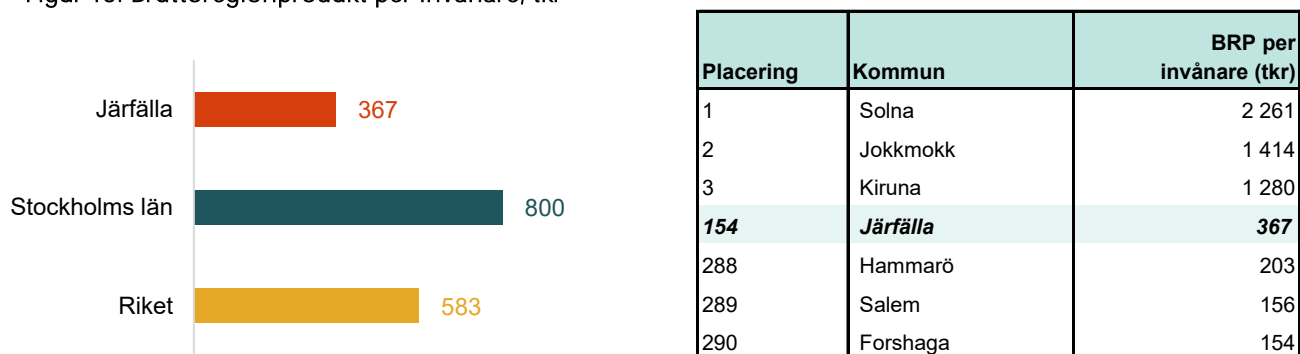 Järfälla 367
Stockholms län 800
Riket 583
Placering Kommun BRP per invånare (tkr)
1 Solna 2 261
2 Jokkmokk 1 414
3 Kiruna 1 280
154 Järfälla 367
288 Hammarö 203
289 Salem 156
290 Forshaga 154